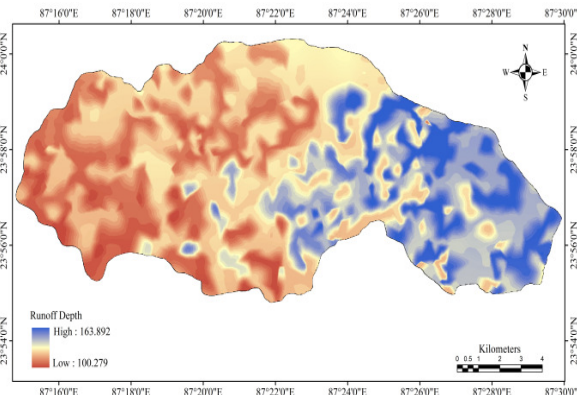 87°16'0"E 87°18'0"E 87°20'0"E 87°22'0"E 87°24'0"E 87°26'0"E 87°28'0"E 87°30'0"E
24°0'0"N
23°58'0"N
23°56'0"N
23°54'0"N
N
W E
S
24°0'0"N
23°58'0"N
23°56'0"N
23°54'0"N
Runoff Depth
High : 163.892
Low : 100.279
Kilometers
0 0.5 1 2 3 4
87°16'0"E 87°18'0"E 87°20'0"E 87°22'0"E 87°24'0"E 87°26'0"E 87°28'0"E 87°30'0"E